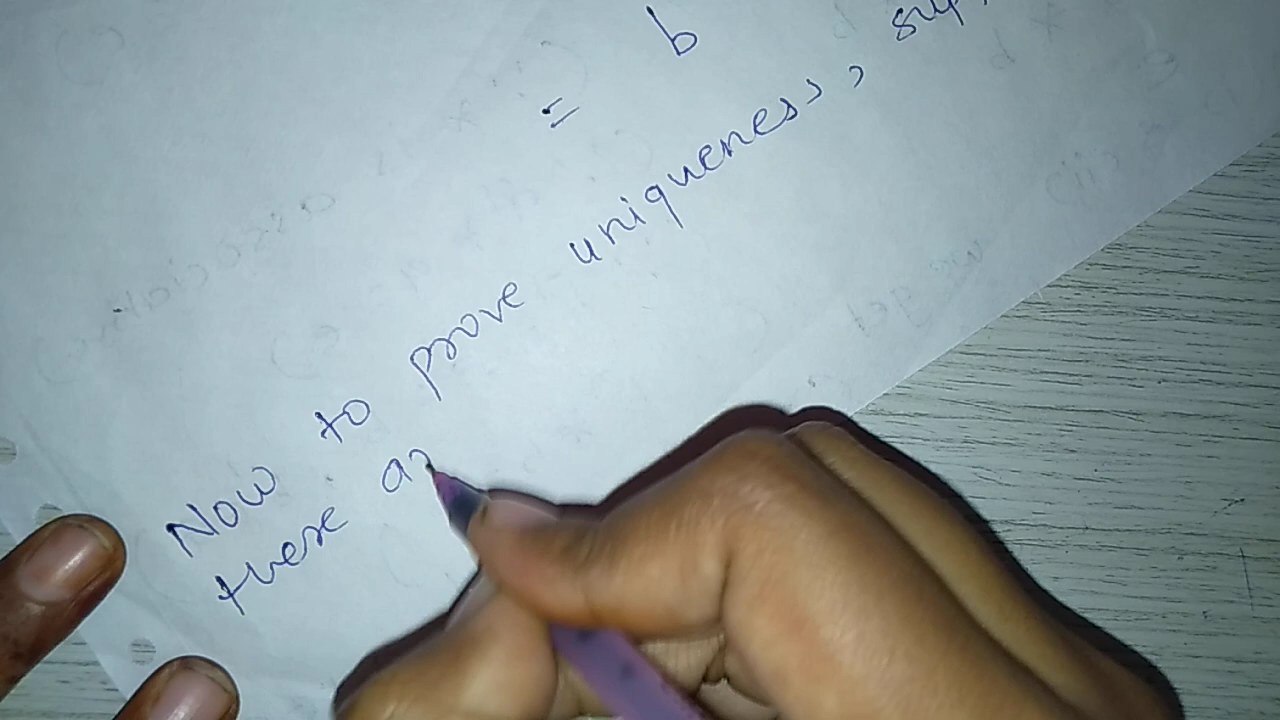 = b
Now to prove uniqueness,
there